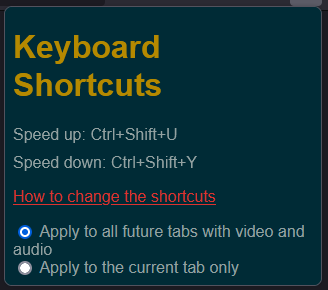 Keyboard
Shortcuts
Speed up: Ctrl+Shift+U
Speed down: Ctrl+Shift+Y
How to change the shortcuts
Apply to all future tabs with video and
audio
Apply to the current tab only